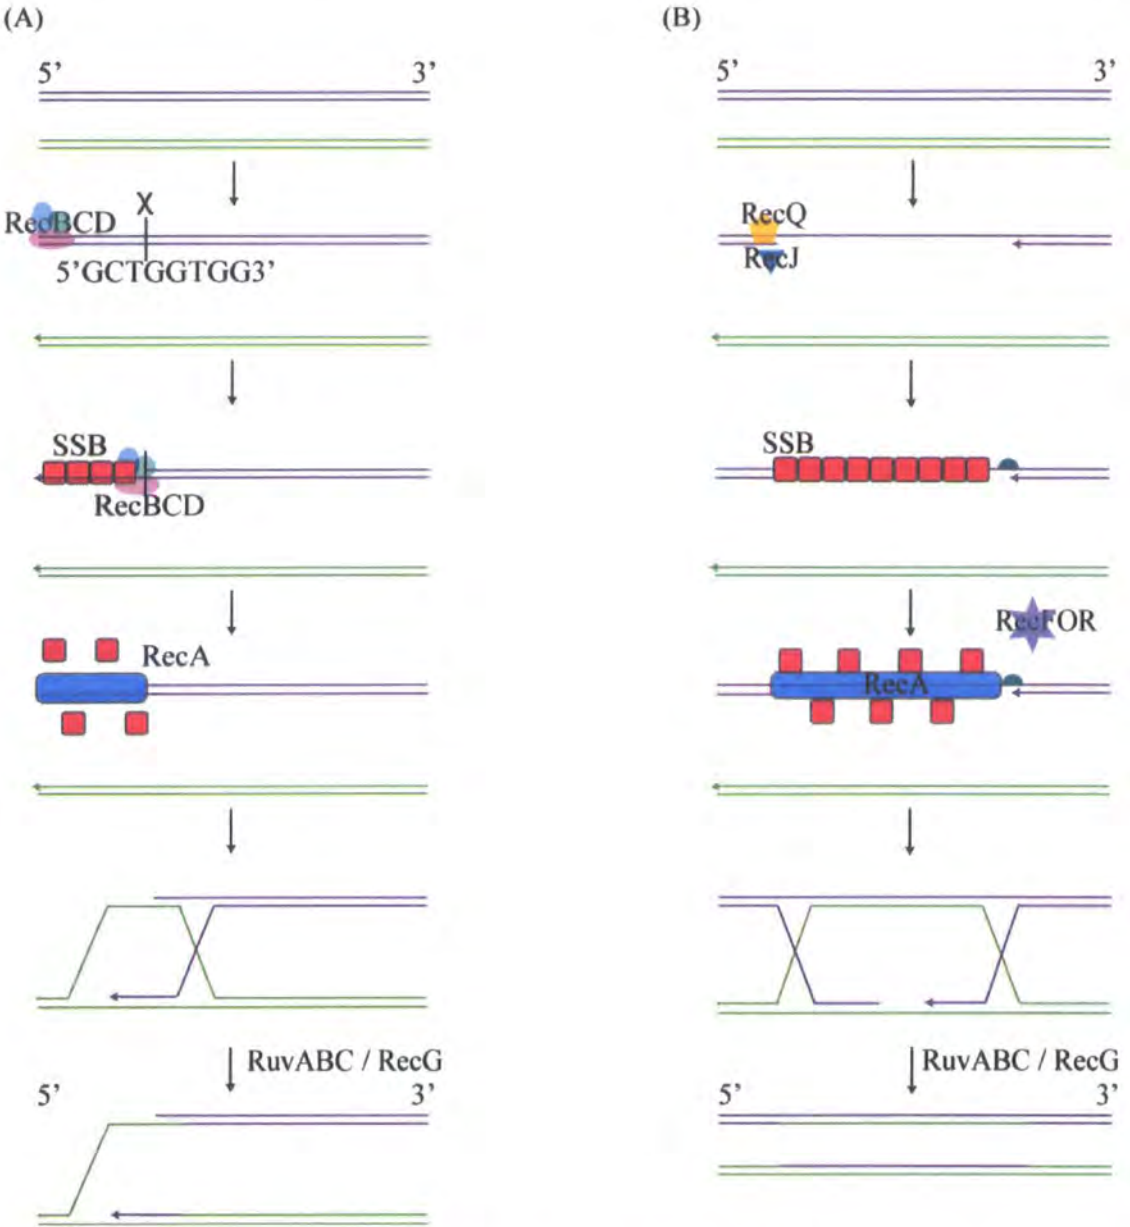 (A)
5’ 3’
RecBCD
X
5’GCTGGTGG3’
SSB
RecBCD
RecA
RuvABC / RecG
5’ 3’
(B)
5’ 3’
RecQ
RecJ
SSB
RecFOR
RecA
RuvABC / RecG
5’ 3’